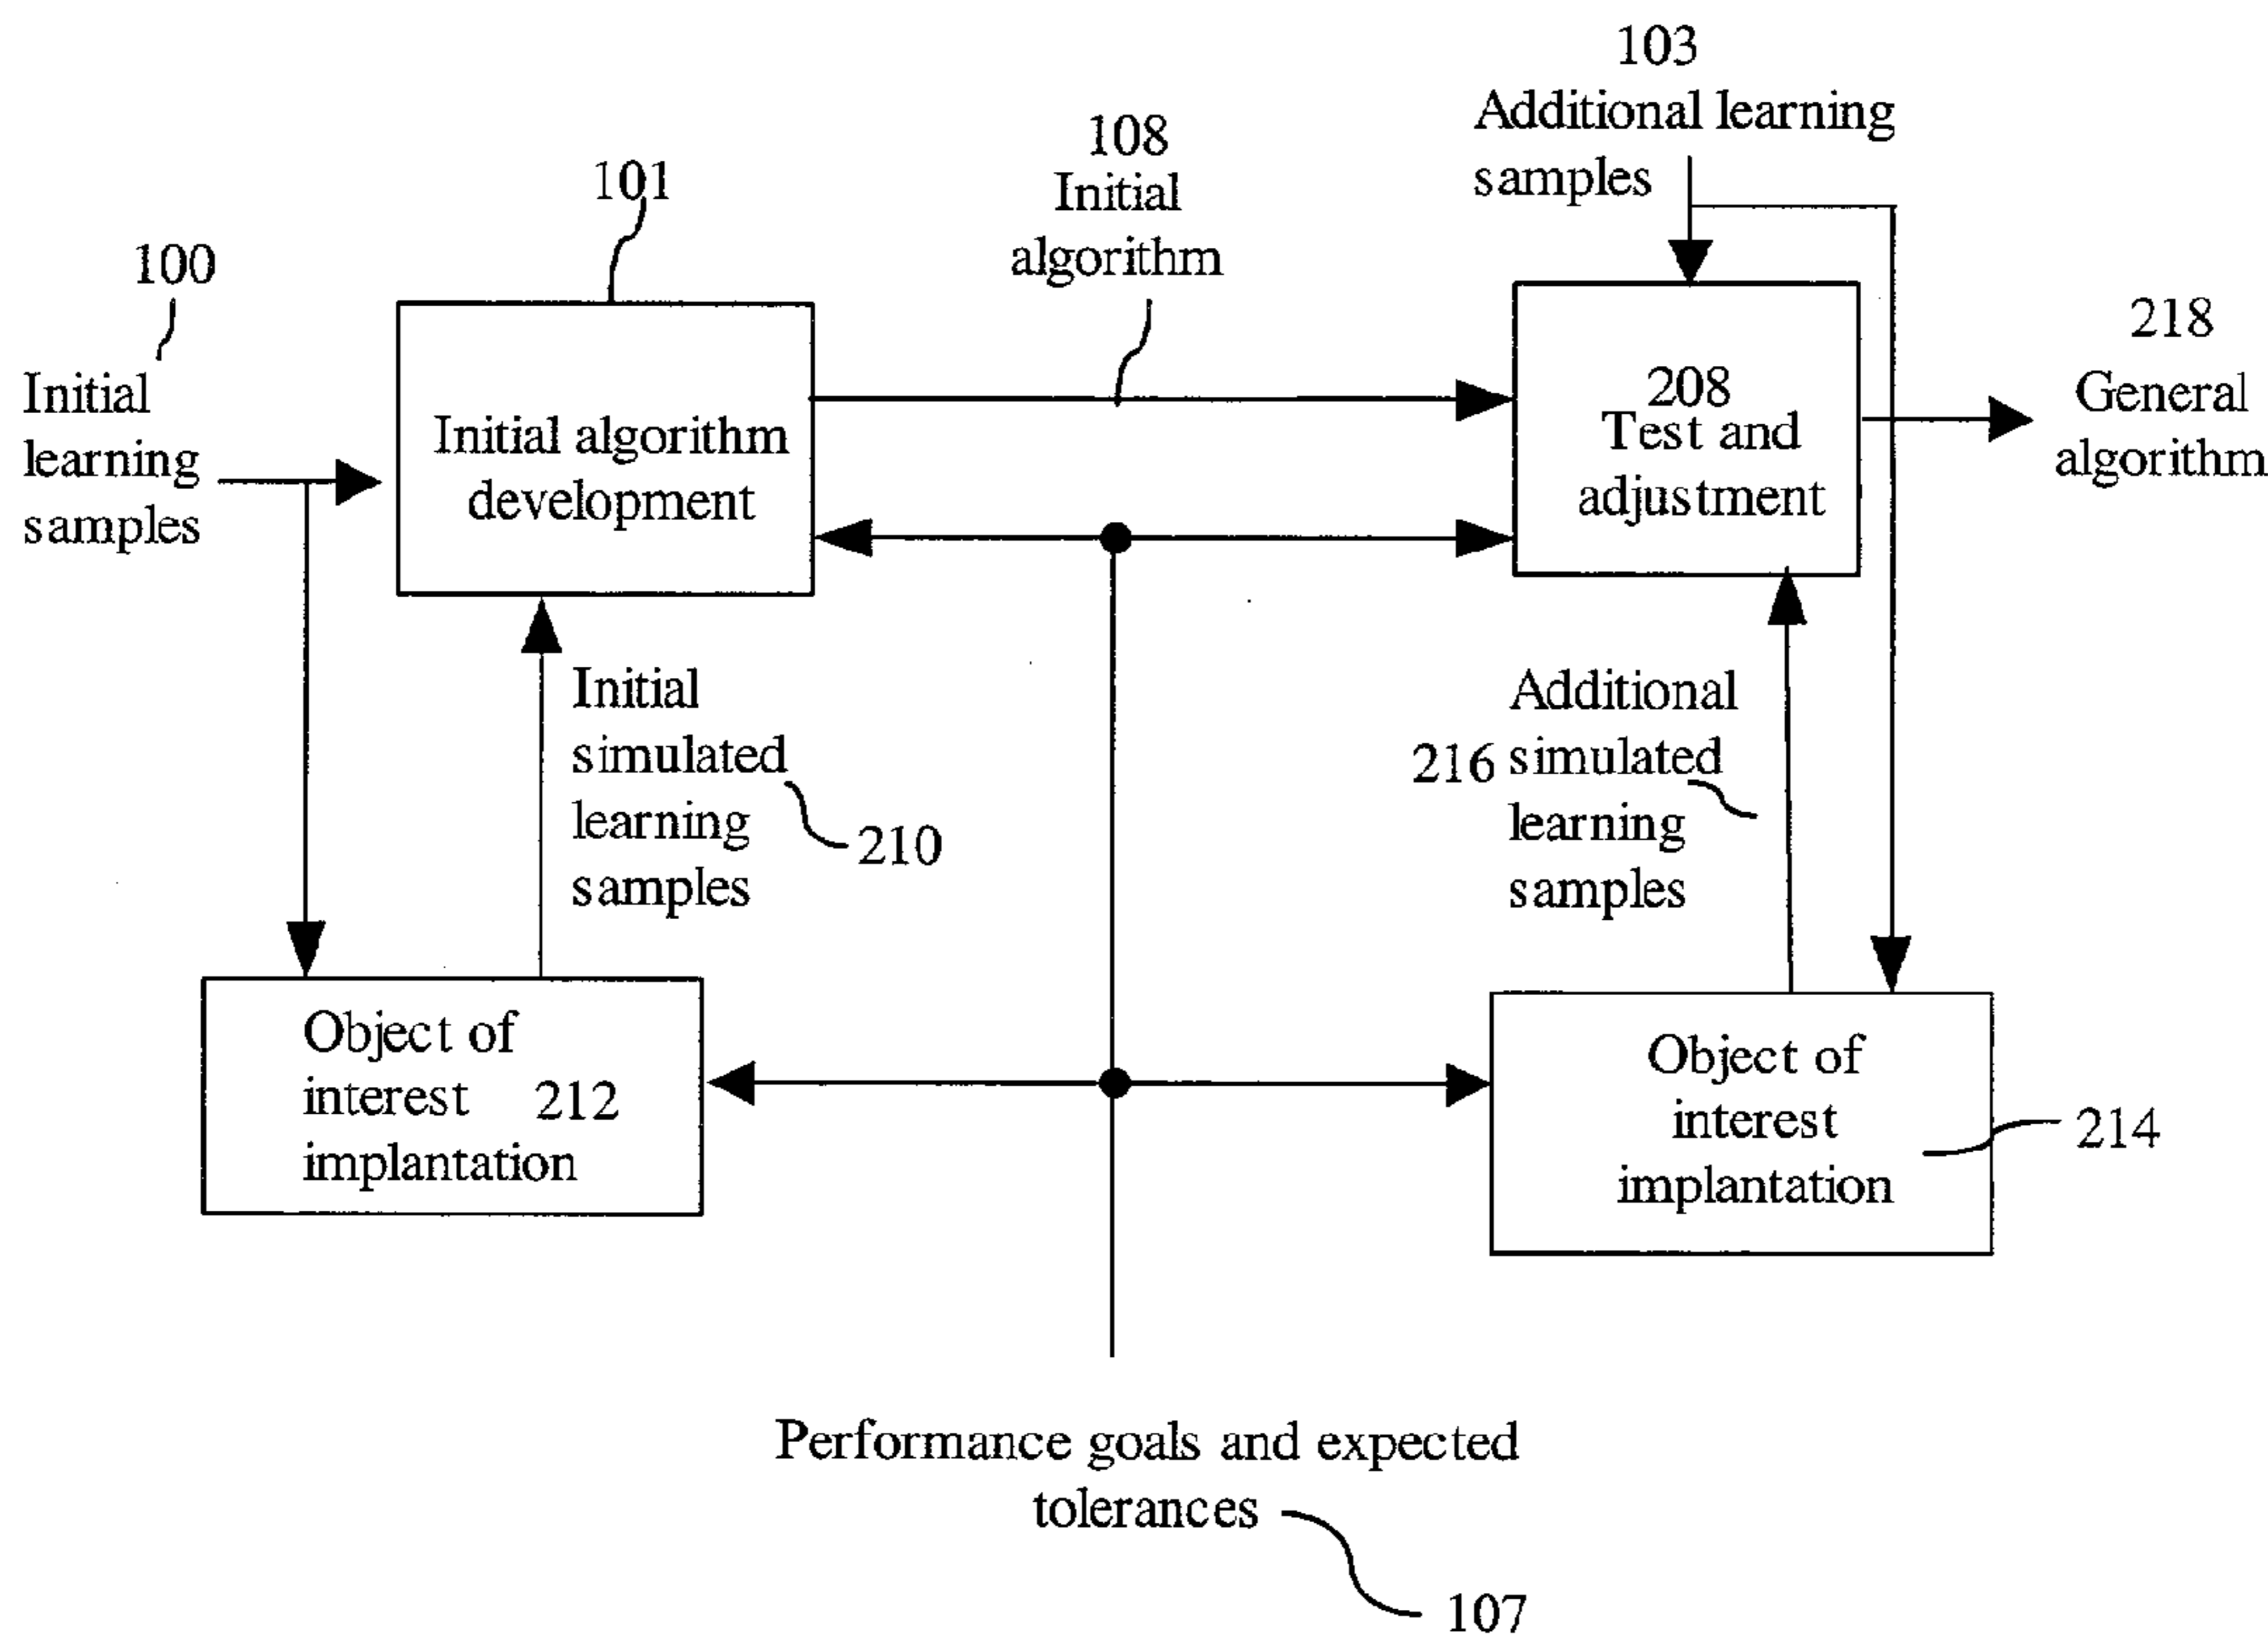 103
Additional learning
samples
108
Initial
algorithm
101
100
Initial
learning
samples
Initial algorithm
development
208
Test and
adjustment
218
General
algorithm
Initial
simulated
learning
samples
210
Additional
216 simulated
learning
samples
Object of
interest 212
implantation
Object of
interest
implantation
214
Performance goals and expected
tolerances
107